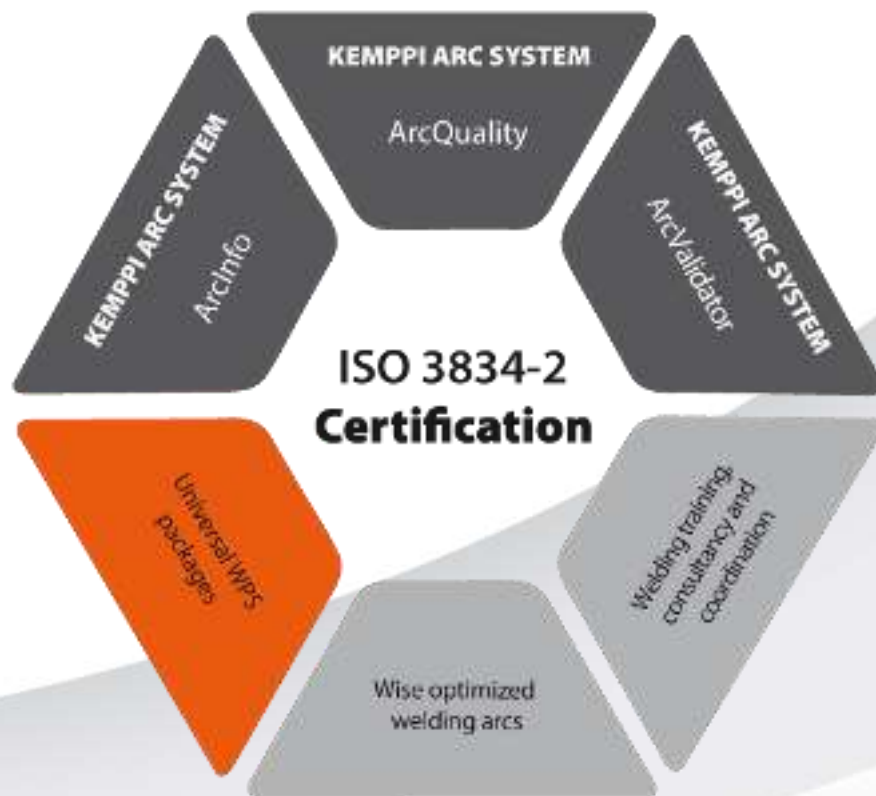 KEMPPI ARC SYSTEM
ArcQuality
KEMPPI ARC SYSTEM
ArcInfo
KEMPPI ARC SYSTEM
ArcValidator
ISO 3834-2
Certification
Universal WPS
packages
Welding training,
consultancy and
coordination
Wise optimized
welding arcs